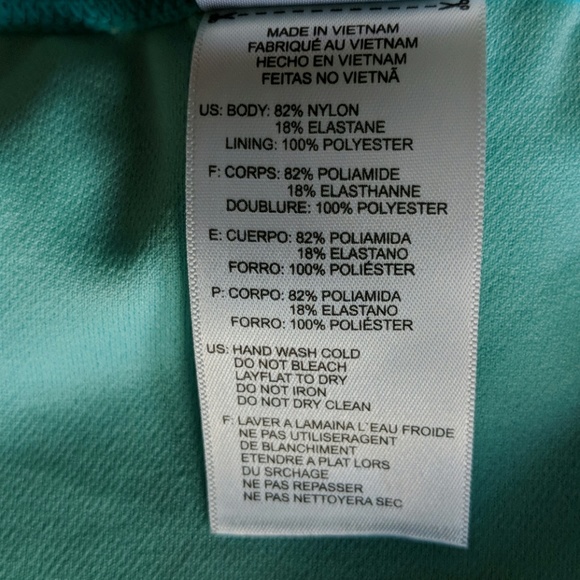 MADE IN VIETNAM
FABRIQUÉ AU VIETNAM
HECHO EN VIETNAM
FEITAS NO VIETNÃ
US: BODY: 82% NYLON
18% ELASTANE
LINING: 100% POLYESTER
F: CORPS: 82% POLIAMIDE
18% ELASTHANNE
DOUBLURE: 100% POLYESTER
E: CUERPO: 82% POLIAMIDA
18% ELASTANO
FORRO: 100% POLIÉSTER
P: CORPO: 82% POLIAMIDA
18% ELASTANO
FORRO: 100% POLIÉSTER
US: HAND WASH COLD
DO NOT BLEACH
LAYFLAT TO DRY
DO NOT IRON
DO NOT DRY CLEAN
F: LAVER A LAMAINA L`EAU FROIDE
NE PAS UTILISERAGENT
DE BLANCHIMENT
ETENDRE A PLAT LORS
DU SRCHAGE
NE PAS REPASSER
NE PAS NETTOYERA SEC